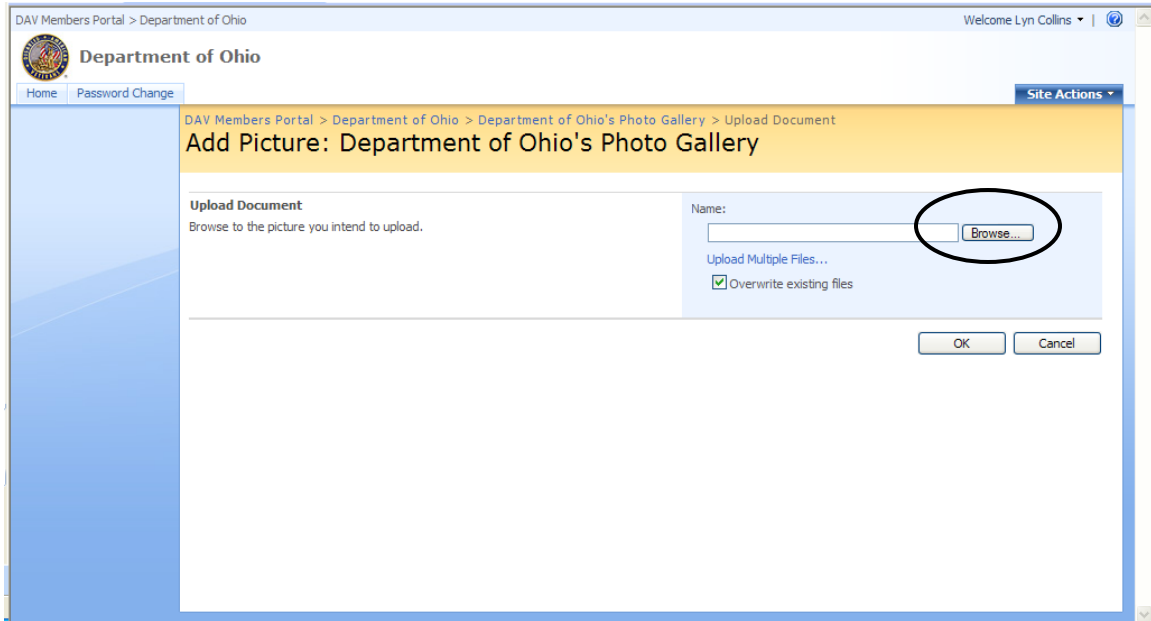 DAV Members Portal > Department of Ohio
Welcome Lyn Collins
Department of Ohio
Home Password Change
Site Actions
DAV Members Portal > Department of Ohio > Department of Ohio's Photo Gallery > Upload Document
Add Picture: Department of Ohio's Photo Gallery
Upload Document
Browse to the picture you intend to upload.
Name:
Browse...
Upload Multiple Files...
Overwrite existing files
OK Cancel